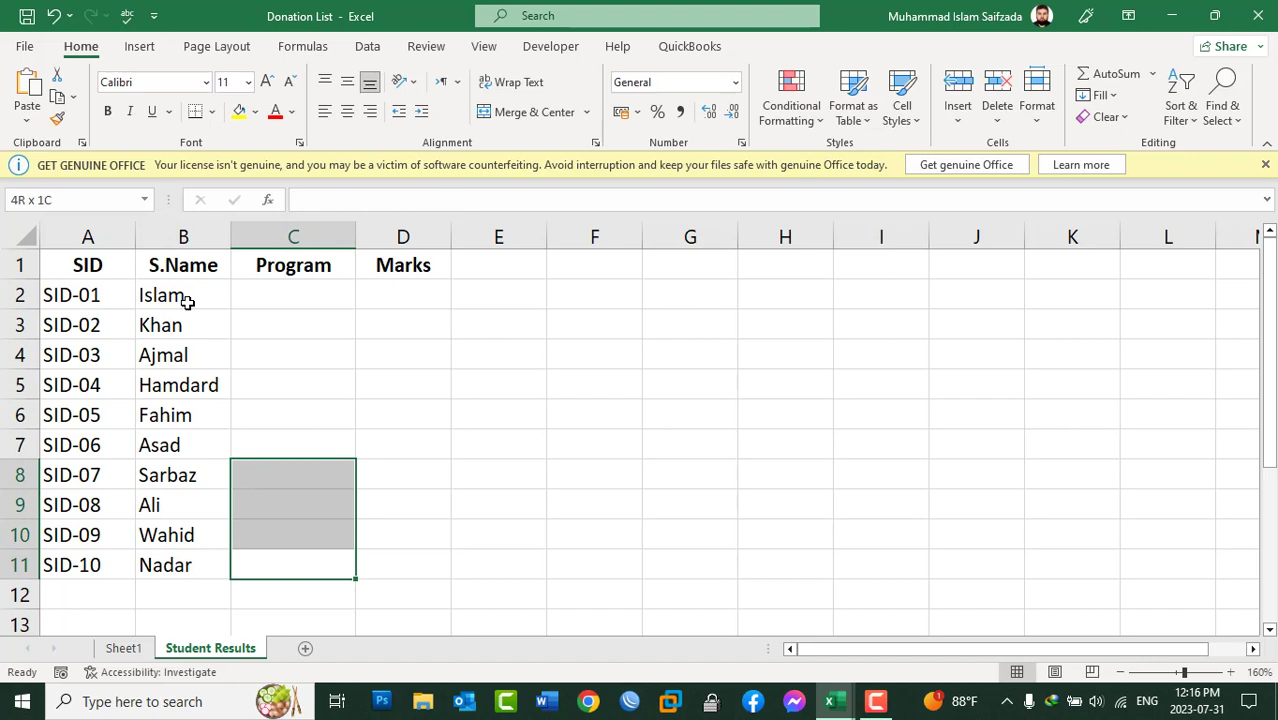 Donation List - Excel
Search
Muhammad Islam Saifzada
File Home Insert Page Layout Formulas Data Review View Developer Help QuickBooks Share
Paste
Calibri 11
B I U
Wrap Text
Merge & Center
General
Conditional Formatting
Format as Table
Cell Styles
Insert Delete Format
AutoSum
Fill
Clear
Sort & Filter
Find & Select
Clipboard Font Alignment Number Styles Cells Editing
GET GENUINE OFFICE Your license isn't genuine, and you may be a victim of software counterfeiting. Avoid interruption and keep your files safe with genuine Office today. Get genuine Office Learn more
4R x 1C fx
A B C D E F G H I J K L
1 SID S.Name Program Marks
2 SID-01 Islam
3 SID-02 Khan
4 SID-03 Ajmal
5 SID-04 Hamdard
6 SID-05 Fahim
7 SID-06 Asad
8 SID-07 Sarbaz
9 SID-08 Ali
10 SID-09 Wahid
11 SID-10 Nadar
12
13
Sheet1 Student Results
Ready Accessibility: Investigate 160%
Type here to search
88°F ENG 12:16 PM 2023-07-31